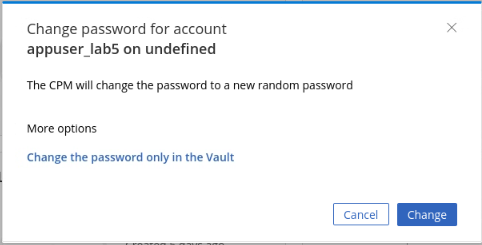 Change password for account
appuser_lab5 on undefined
The CPM will change the password to a new random password
More options
Change the password only in the Vault
Cancel
Change